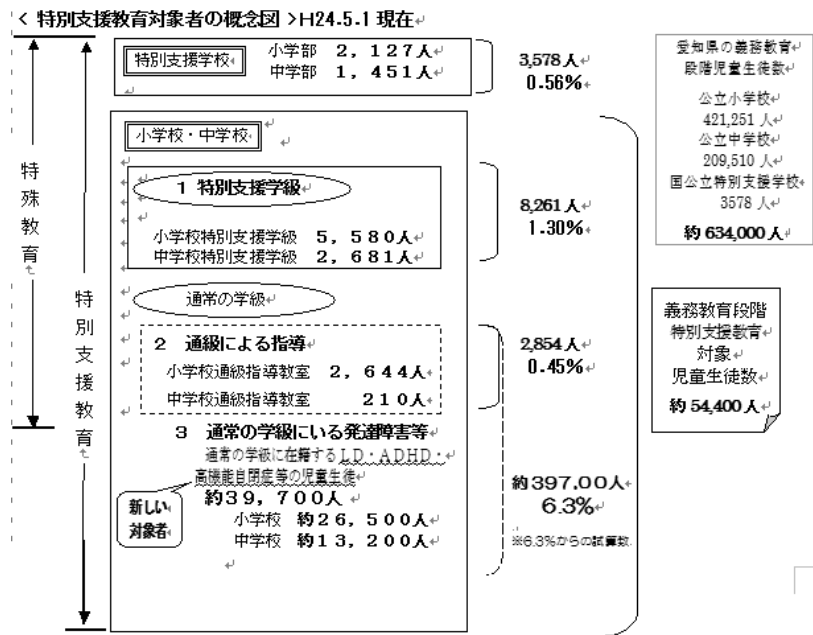 < 特別支援教育対象者の概念図 >H24.5.1 現在
特別支援学校
小学部 2,127人
中学部 1,451人
3,578 人
0.56%
愛知県の義務教育
段階児童生徒数
公立小学校
421,251 人
公立中学校
209,510 人
国公立特別支援学校
3578 人
約 634,000 人
小学校・中学校
特殊教育
特別支援教育
1 特別支援学級
小学校特別支援学級 5,580人
中学校特別支援学級 2,681人
8,261 人
1.30%
通常の学級
2 通級による指導
小学校通級指導教室 2,644人
中学校通級指導教室 210人
2,854 人
0.45%
義務教育段階
特別支援教育
対象
児童生徒数
約 54,400 人
3 通常の学級にいる発達障害等
通常の学級に在籍するLD・ADHD・
高機能自閉症等の児童生徒
約39,700人
小学校 約26,500人
中学校 約13,200人
新しい
対象者
約397,00人
6.3%
※6.3%からの試算数